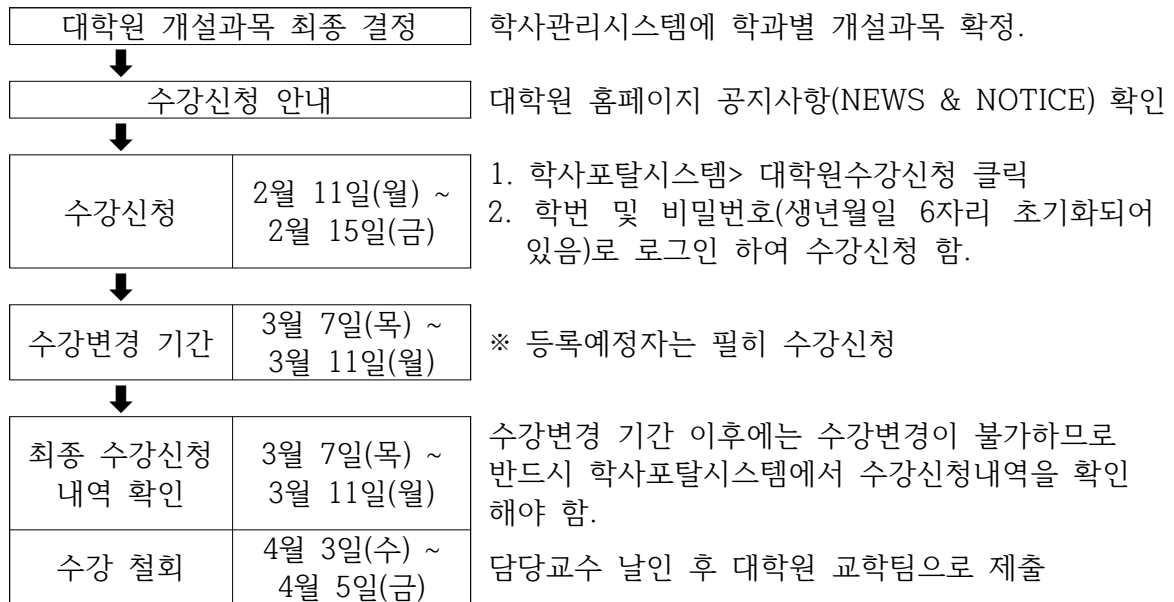 대학원 개설과목 최종 결정
학사관리시스템에 학과별 개설과목 확정.
수강신청 안내
대학원 홈페이지 공지사항(NEWS & NOTICE) 확인
수강신청
2월 11일(월) ~
2월 15일(금)
1. 학사포탈시스템> 대학원수강신청 클릭
2. 학번 및 비밀번호(생년월일 6자리 초기화되어
있음)로 로그인 하여 수강신청 함.
수강변경 기간
3월 7일(목) ~
3월 11일(월)
※ 등록예정자는 필히 수강신청
최종 수강신청
내역 확인
3월 7일(목) ~
3월 11일(월)
수강변경 기간 이후에는 수강변경이 불가하므로
반드시 학사포탈시스템에서 수강신청내역을 확인
해야 함.
수강 철회
4월 3일(수) ~
4월 5일(금)
담당교수 날인 후 대학원 교학팀으로 제출